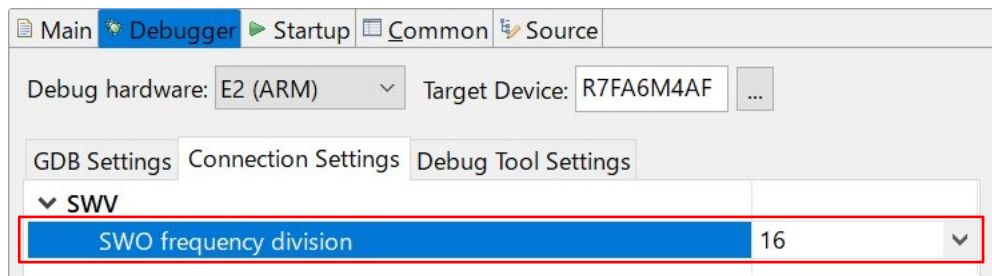 Main Debugger Startup Common Source
Debug hardware: E2 (ARM) Target Device: R7FA6M4AF ...
GDB Settings Connection Settings Debug Tool Settings
SWV
SWO frequency division 16